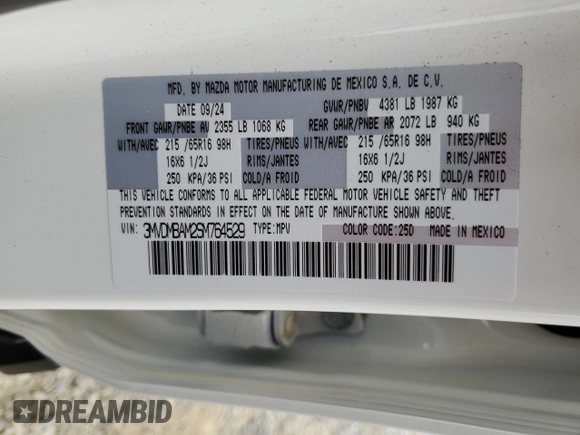 MFD. BY MAZDA MOTOR MANUFACTURING DE MEXICO S.A. DE C.V.
DATE 09/24 GVWR/PNBV 4381 LB 1987 KG
FRONT GAWR/PNBE AV 2355 LB 1068 KG REAR GAWR/PNBE AR 2072 LB 940 KG
WITH/AVEC 215 /65R16 98H TIRES/PNEUS WITH/AVEC 215 /65R16 98H TIRES/PNEUS
16X6 1/2J RIMS/JANTES 16X6 1/2J RIMS/JANTES
250 KPA/36 PSI COLD/A FROID 250 KPA/36 PSI COLD/A FROID
THIS VEHICLE CONFORMS TO ALL APPLICABLE FEDERAL MOTOR VEHICLE SAFETY AND THEFT
PREVENTION STANDARDS IN EFFECT ON THE DATE OF MANUFACTURE SHOWN ABOVE.
VIN: 3MVDMBAM2SM764529 TYPE:MPV COLOR CODE:25D MADE IN MEXICO
DREAMBID